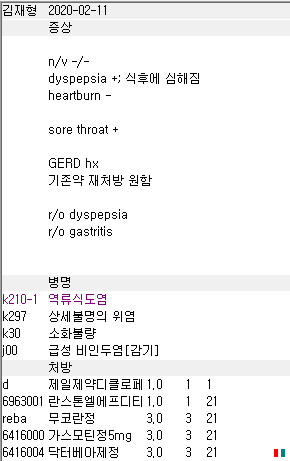 김재형 2020-02-11
증상
n/v -/-
dyspepsia +; 식후에 심해짐
heartburn -
sore throat +
GERD hx
기존약 재처방 원함
r/o dyspepsia
r/o gastritis
병명
k210-1 역류식도염
k297 상세불명의 위염
k30 소화불량
j00 급성 비인두염[감기]
처방
d 제일제약디클로페 1.0 1 1
6963001 란스톤엘에프디티 1.0 1 21
reba 무코란정 3.0 3 21
6416000 가스모틴정5mg 3.0 3 21
6416004 닥터베아제정 3.0 3 21